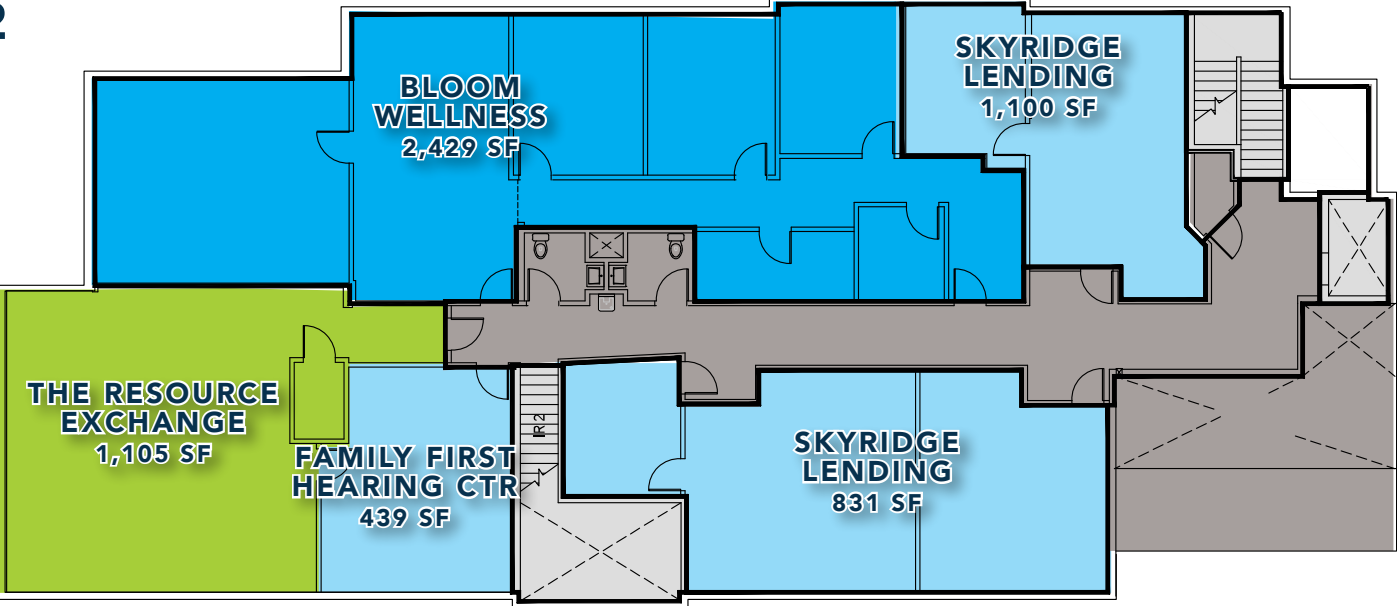 2
BLOOM
WELLNESS
2,429 SF
SKYRIDGE
LENDING
1,100 SF
THE RESOURCE
EXCHANGE
1,105 SF
FAMILY FIRST
HEARING CTR
439 SF
IR2
SKYRIDGE
LENDING
831 SF